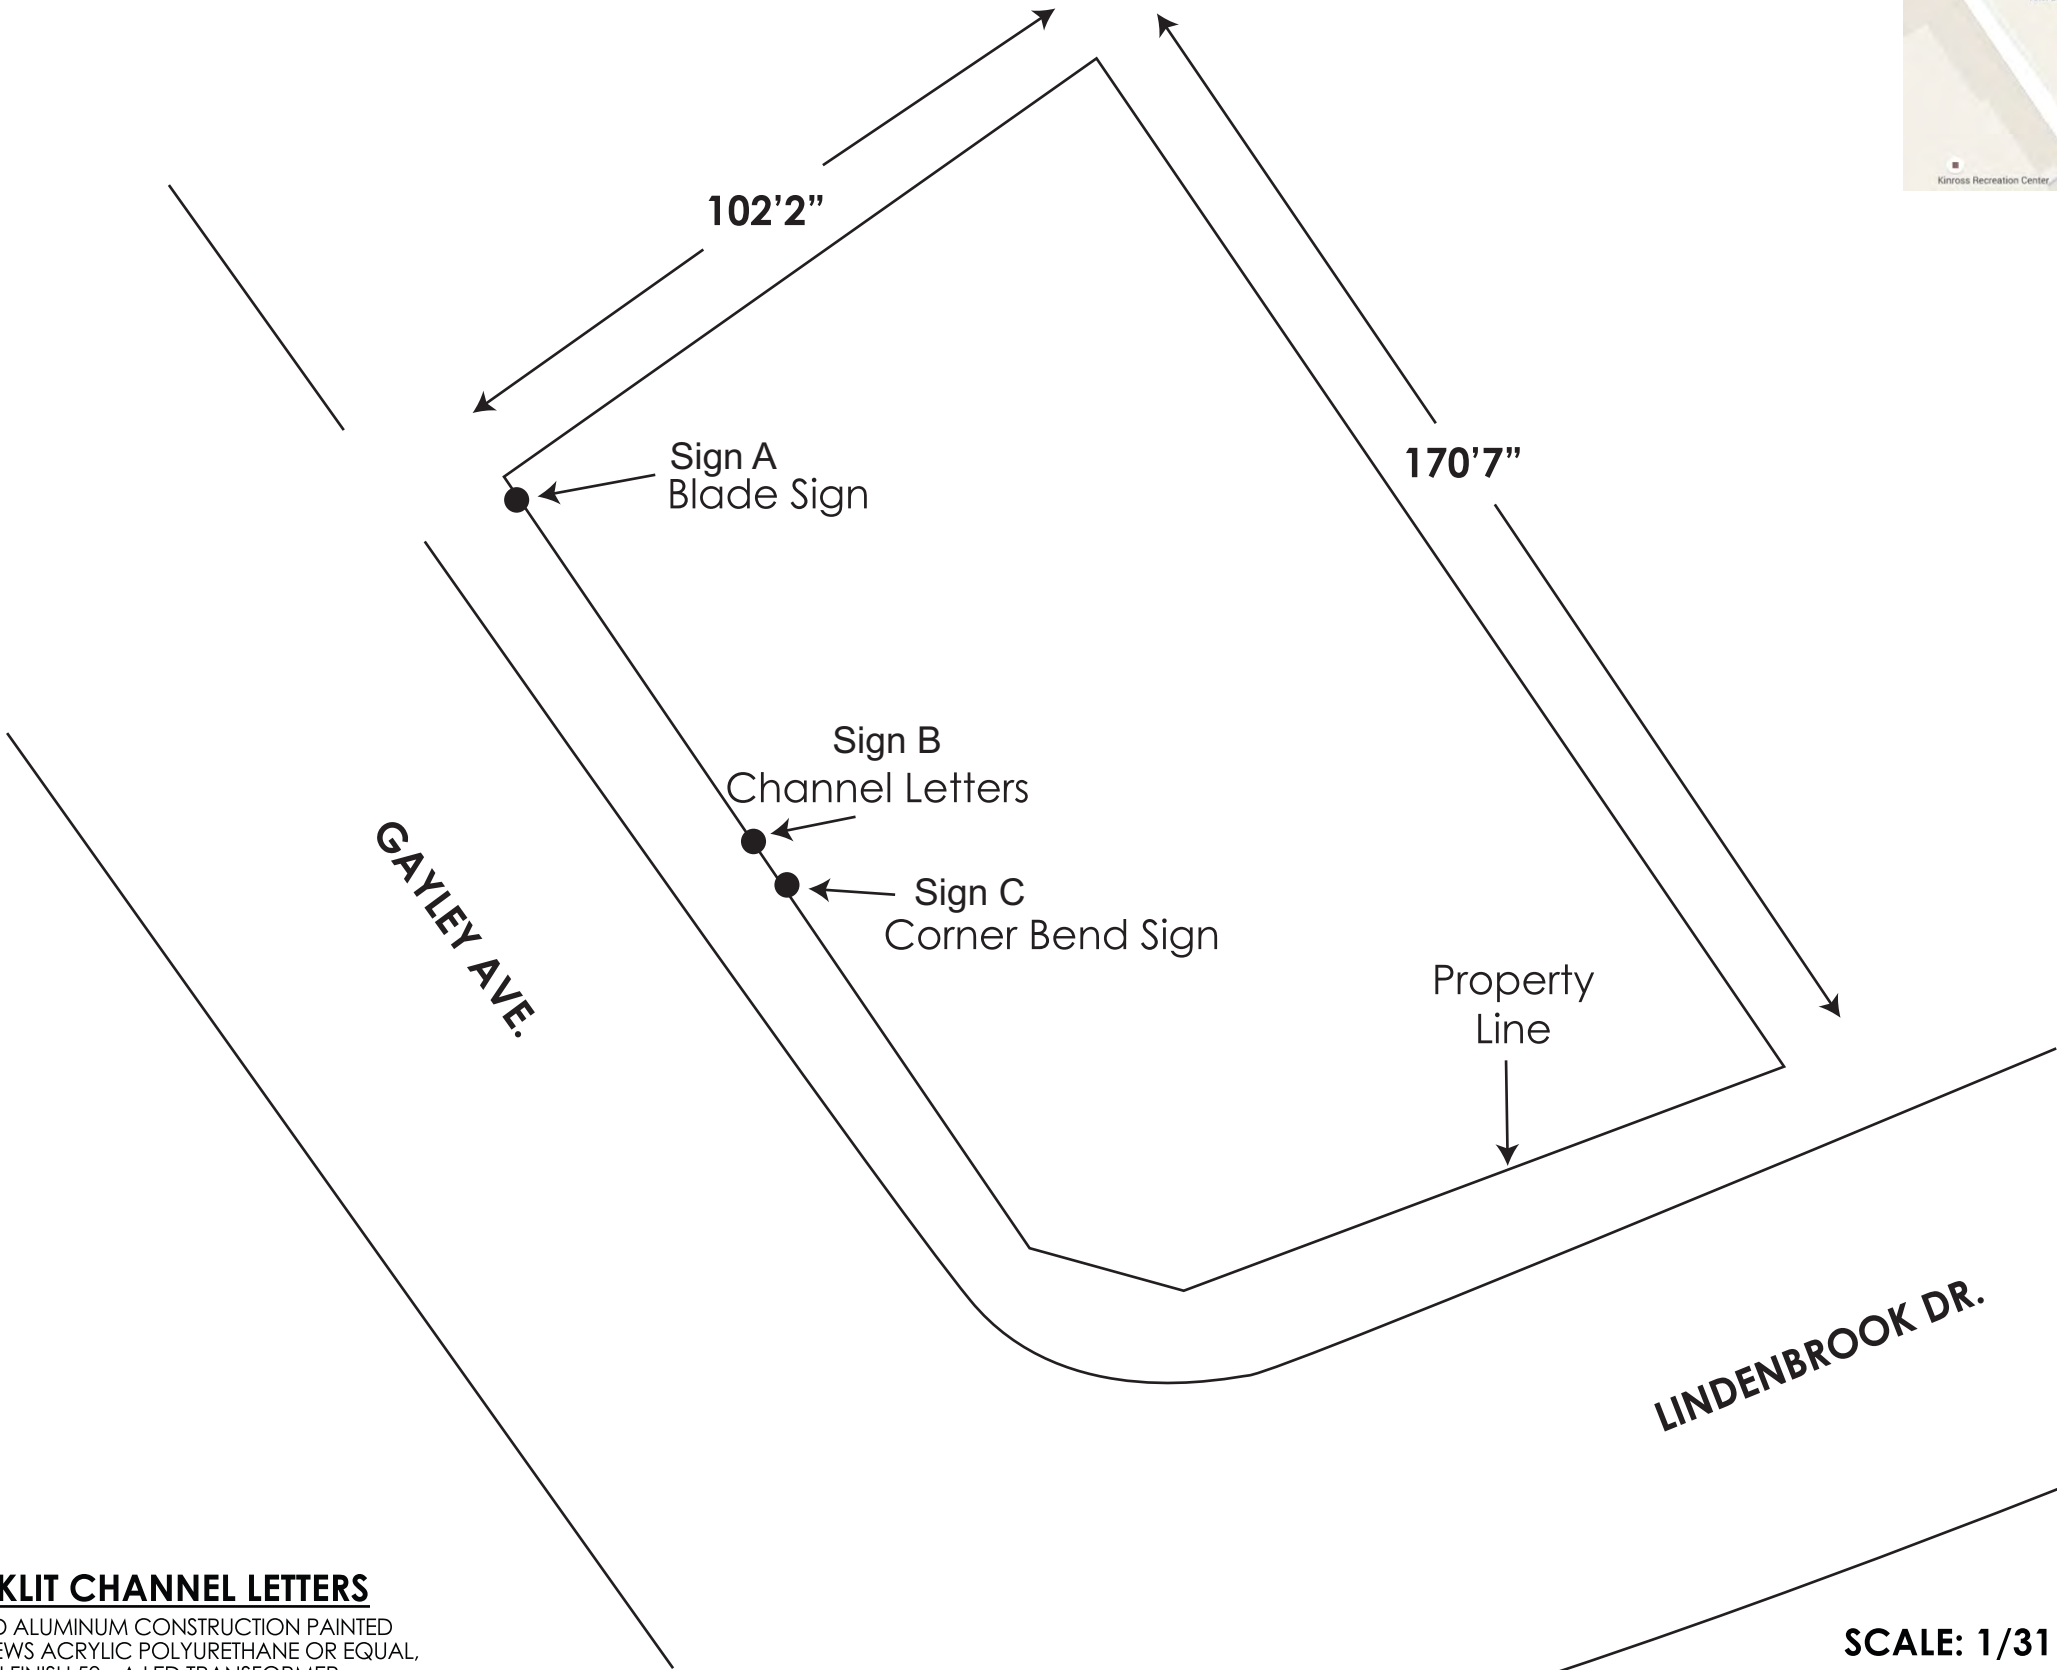 Kinross Recreation Center
102’2”
170’7”
Sign A
Blade Sign
Sign B
Channel Letters
Sign C
Corner Bend Sign
GAYLEY AVE.
Property
Line
LINDENBROOK DR.
KLIT CHANNEL LETTERS
ALUMINUM CONSTRUCTION PAINTED
EWS ACRYLIC POLYURETHANE OR EQUAL,
SCALE: 1/31